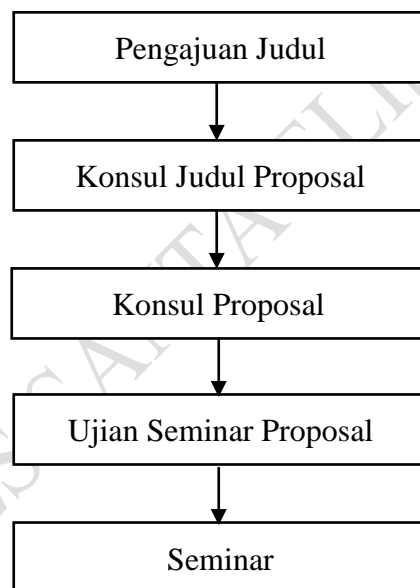 Pengajuan Judul
Konsul Judul Proposal
Konsul Proposal
Ujian Seminar Proposal
Seminar